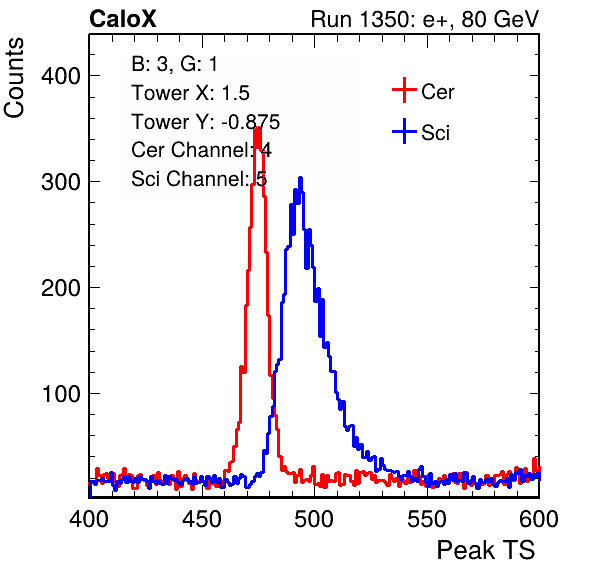 CaloX Run 1350: e+, 80 GeV
Counts
B: 3, G: 1
Tower X: 1.5
Tower Y: -0.875
Cer Channel: 4
Sci Channel: 5
Cer
Sci
400
300
200
100
400 450 500 550 600
Peak TS